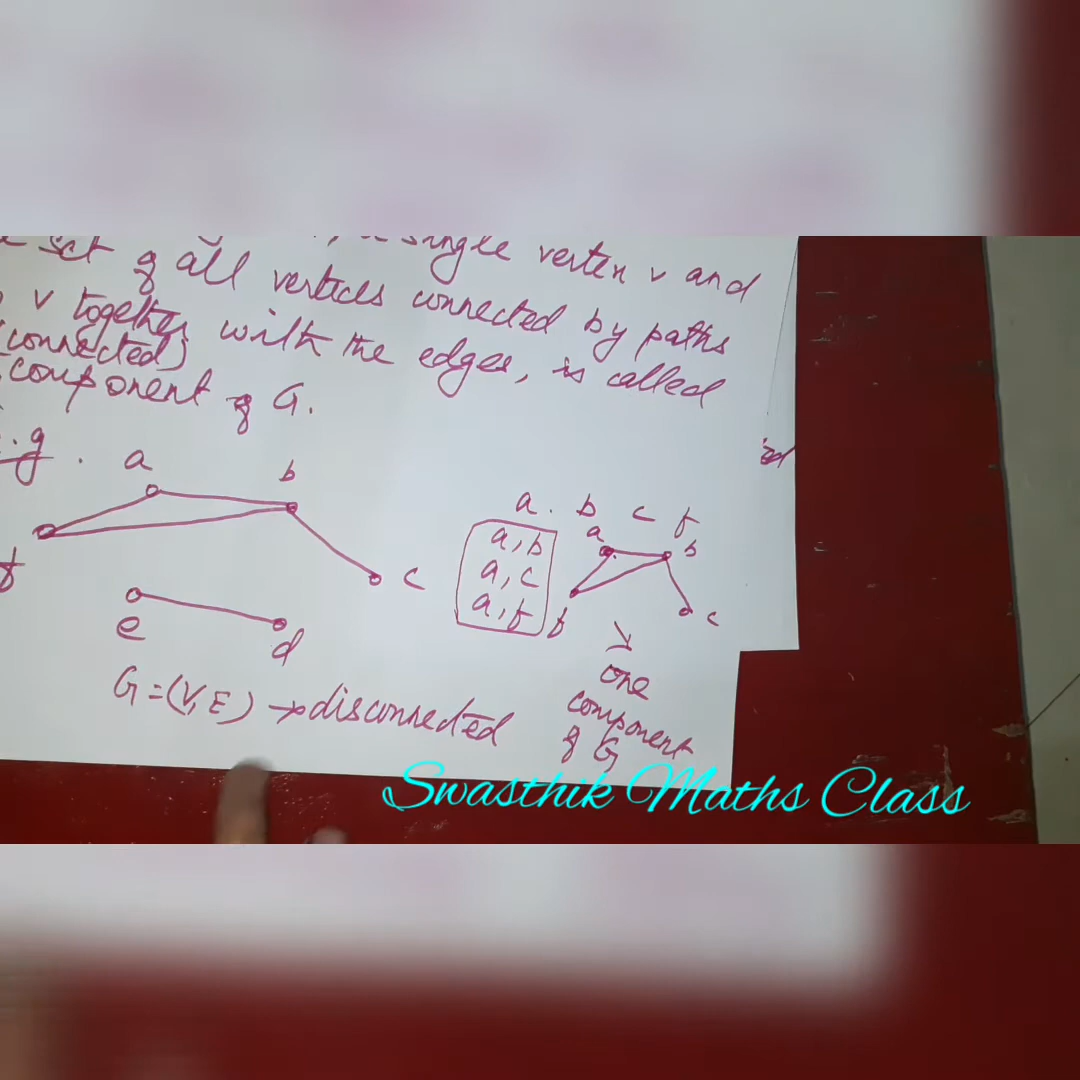 single vertex v and
set of all vertices connected by paths
v together with the edges, is called
(connected)
component of G.
e.g. a b
f c
e d
G = (V, E) → disconnected
a. b c f
a, b
a, c
a, f
a b
f c
↘
one
component
of G
Swasthik Maths Class